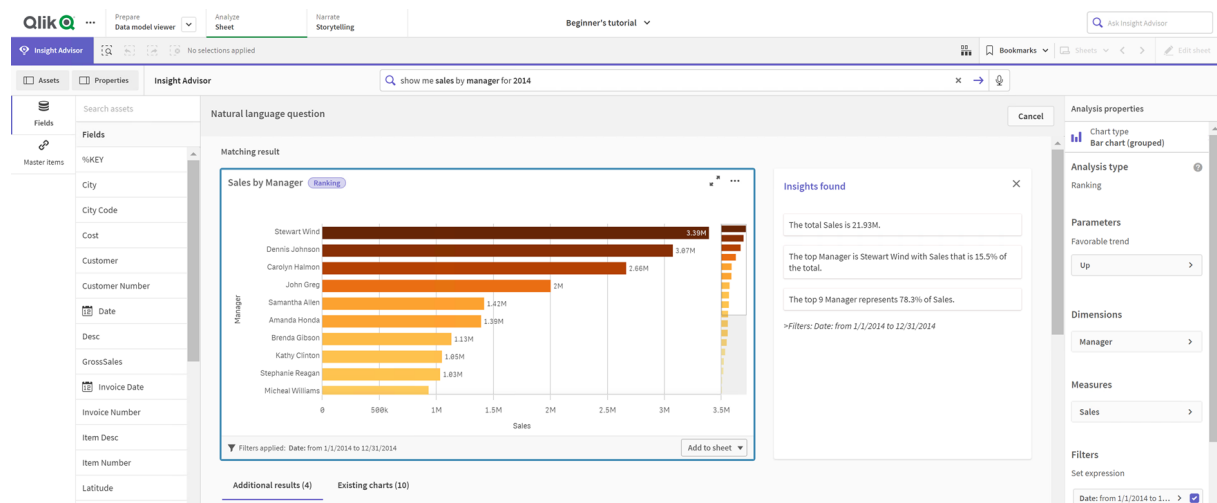 Qlik
Prepare
Data model viewer
Analyze
Sheet
Narrate
Storytelling
Beginner's tutorial
Ask Insight Advisor
Insight Advisor
No selections applied
Bookmarks
Sheets
Edit sheet
Assets
Properties
Insight Advisor
show me sales by manager for 2014
Fields
Master items
Search assets
Fields
%KEY
City
City Code
Cost
Customer
Customer Number
Date
Desc
GrossSales
Invoice Date
Invoice Number
Item Desc
Item Number
Latitude
Natural language question
Cancel
Matching result
Sales by Manager
Ranking
Manager
Stewart Wind
3.39M
Dennis Johnson
3.07M
Carolyn Halmon
2.66M
John Greg
2M
Samantha Allen
1.42M
Amanda Honda
1.39M
Brenda Gibson
1.13M
Kathy Clinton
1.05M
Stephanie Reagan
1.03M
Micheal Williams
0 500k 1M 1.5M 2M 2.5M 3M 3.5M
Sales
Filters applied: Date: from 1/1/2014 to 12/31/2014
Add to sheet
Additional results (4)
Existing charts (10)
Insights found
The total Sales is 21.93M.
The top Manager is Stewart Wind with Sales that is 15.5% of
the total.
The top 9 Manager represents 78.3% of Sales.
>Filters: Date: from 1/1/2014 to 12/31/2014
Analysis properties
Chart type
Bar chart (grouped)
Analysis type
Ranking
Parameters
Favorable trend
Up
Dimensions
Manager
Measures
Sales
Filters
Set expression
Date: from 1/1/2014 to 1...